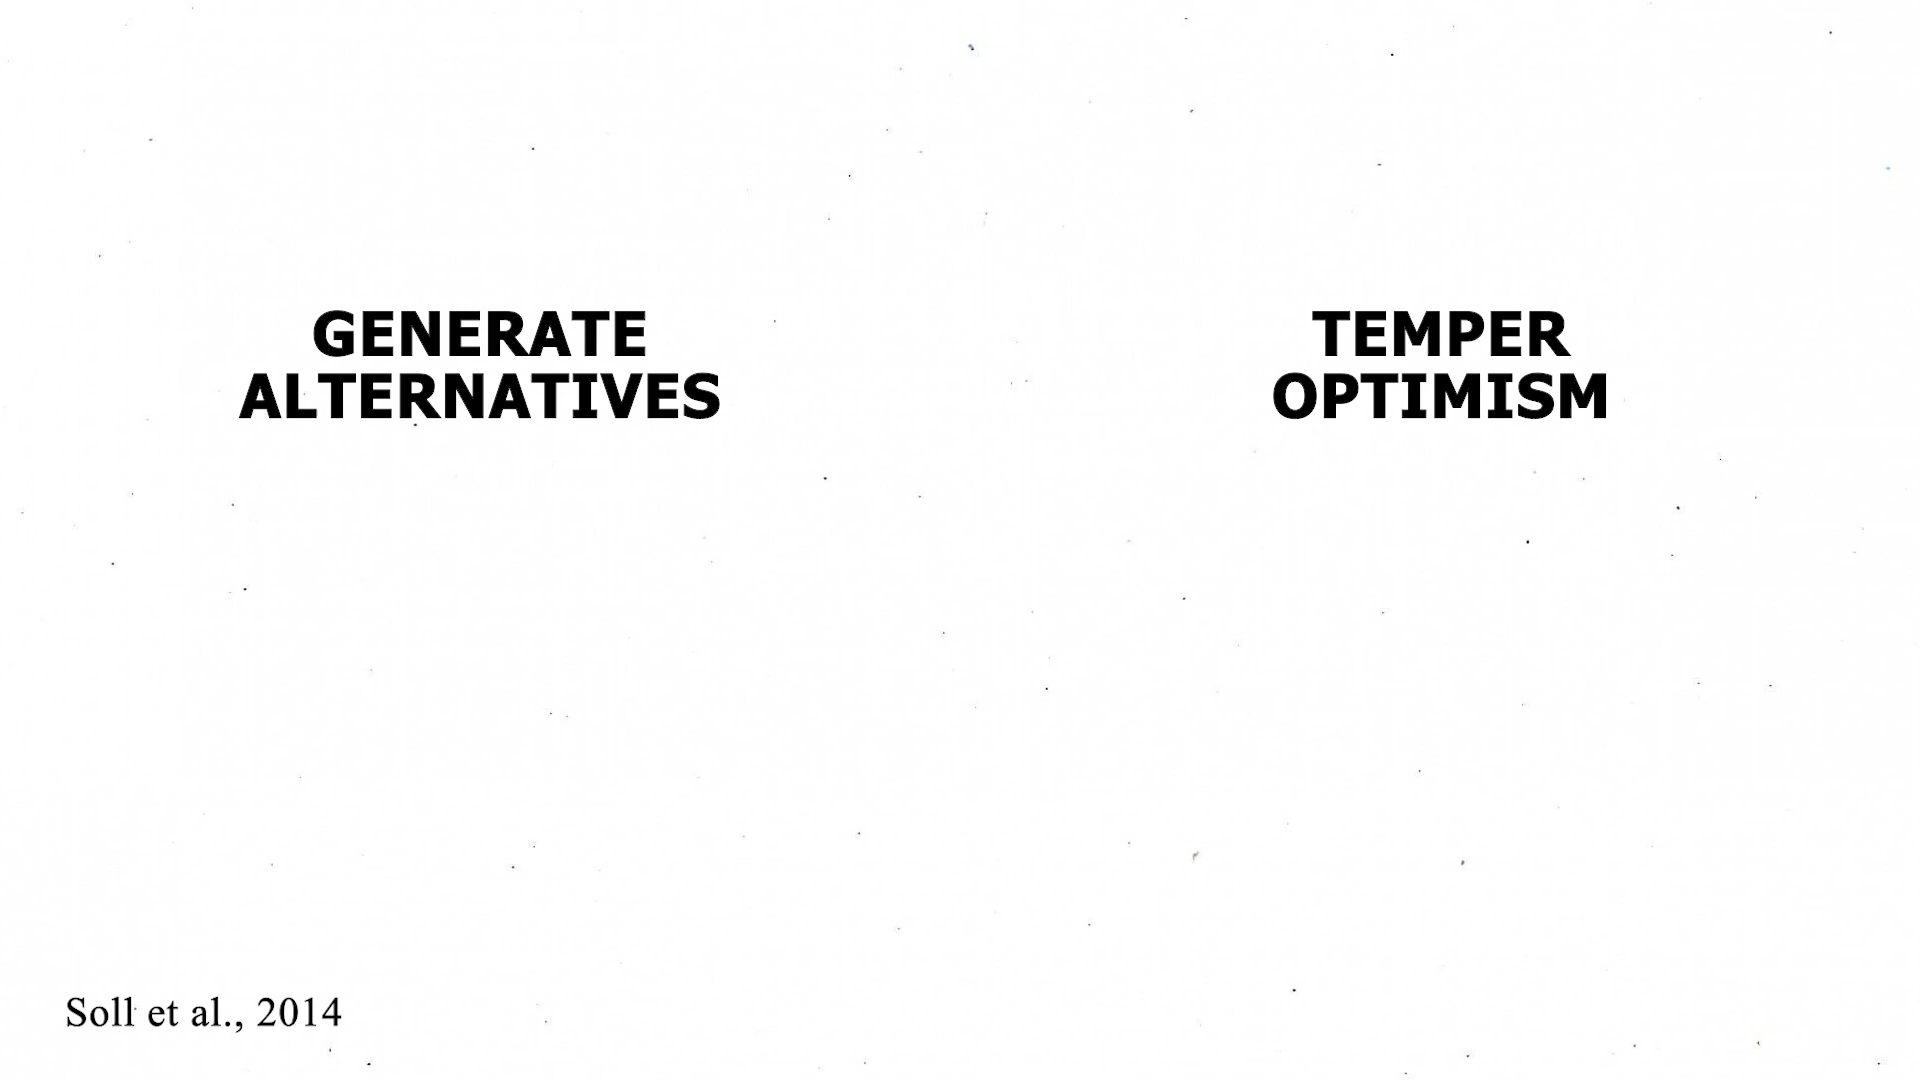 GENERATE
ALTERNATIVES
TEMPER
OPTIMISM
Soll et al., 2014